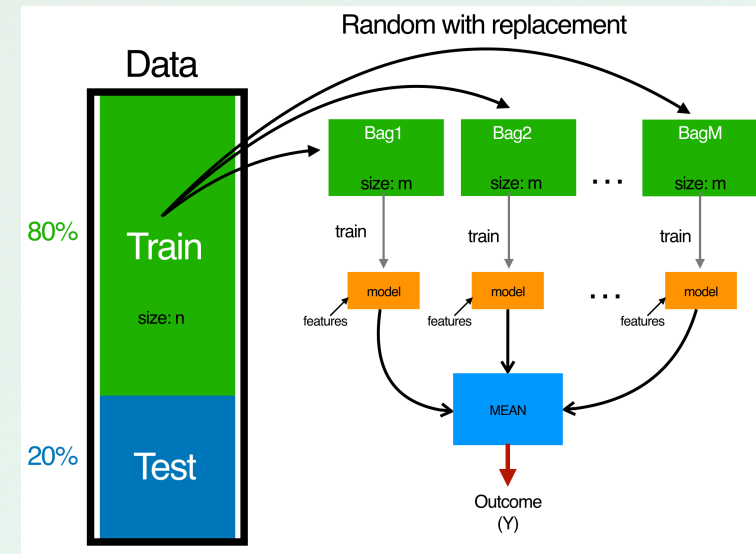 Random with replacement
Data
80%
Train
size: n
20%
Test
Bag1
size: m
Bag2
size: m
...
BagM
size: m
train
train
train
model
model
...
model
features
features
features
MEAN
Outcome
(Y)